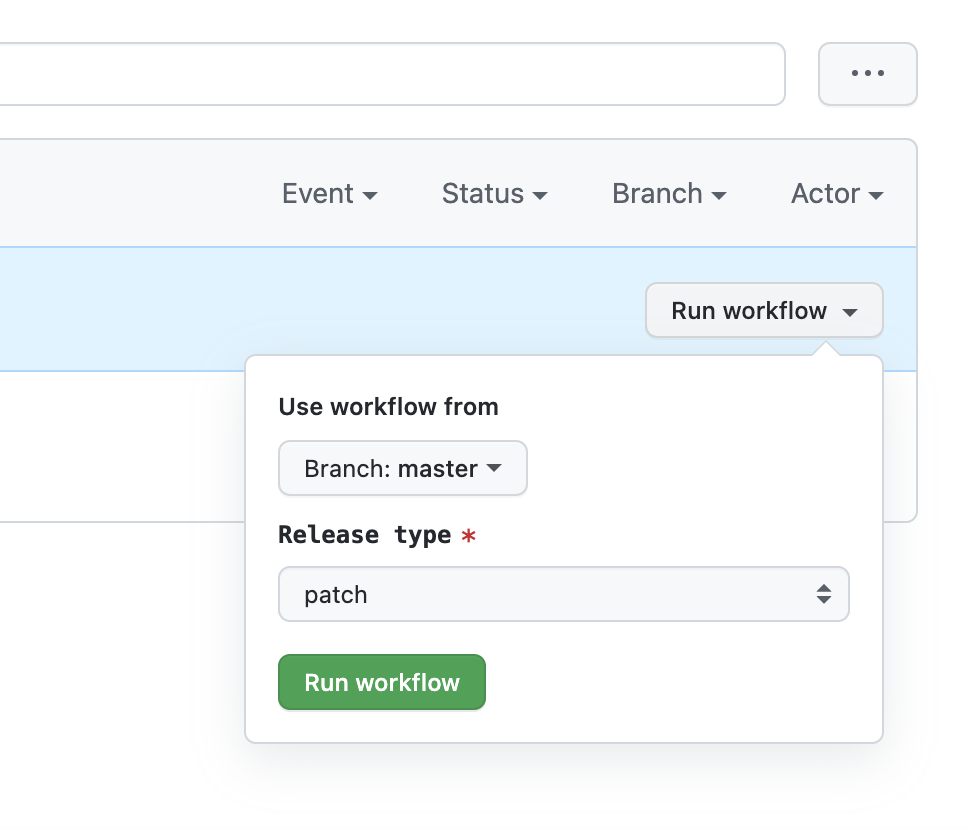 Event Status Branch Actor
Run workflow
Use workflow from
Branch: master
Release type *
patch
Run workflow